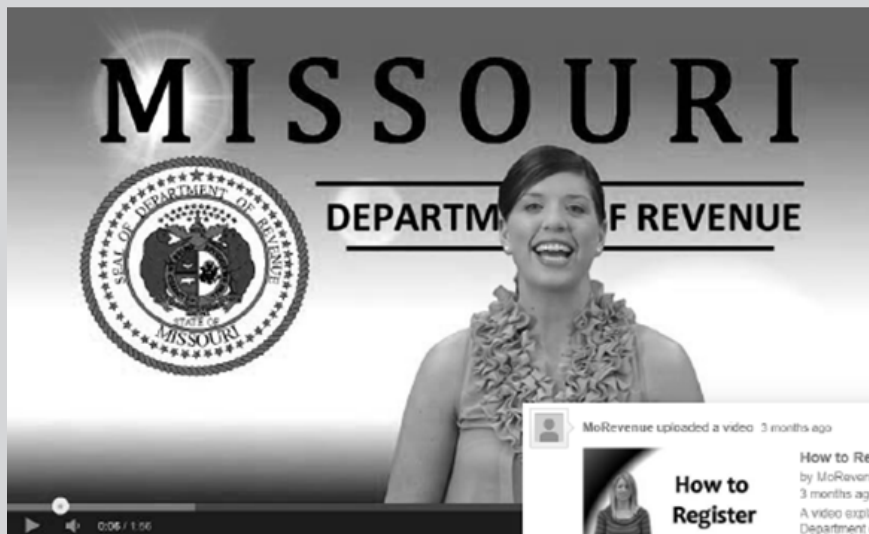 MISSOURI
DEPARTM F REVENUE
SEAL OF DEPARTMENT OF REVENUE
STATE OF
MISSOURI
0:06 / 1:56
MoRevenue uploaded a video 3 months ago
How to
Register
How to Re
by MoReven
3 months ag
A video expl
Department